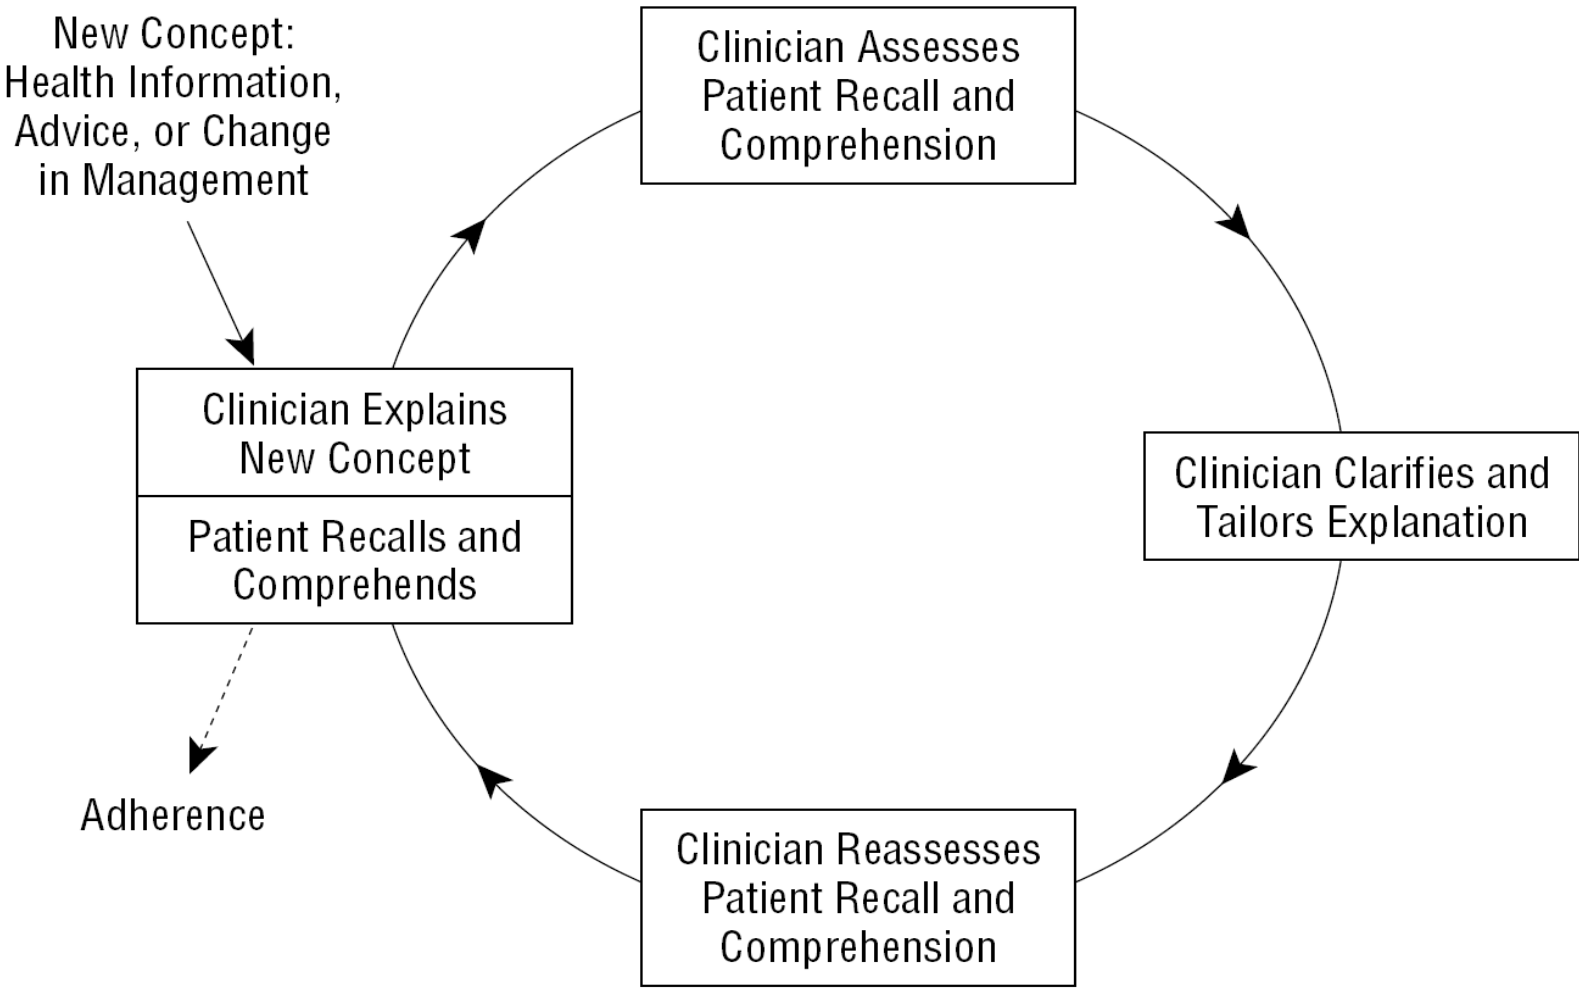 New Concept:
Health Information,
Advice, or Change
in Management
Clinician Assesses
Patient Recall and
Comprehension
Clinician Explains
New Concept
Patient Recalls and
Comprehends
Clinician Clarifies and
Tailors Explanation
Adherence
Clinician Reassesses
Patient Recall and
Comprehension